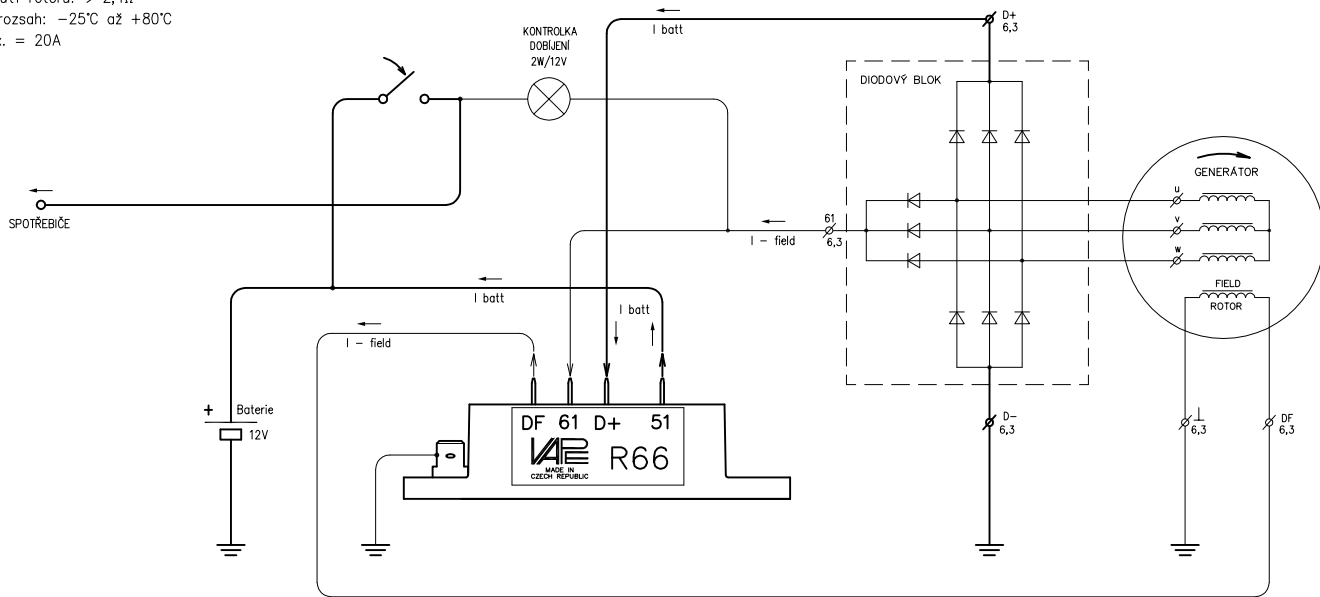 rozsah: −25°C až +80°C
= 20A
KONTROLKA
DOBÍJENÍ
2W/12V
I batt
D+
6,3
DIODOVÝ BLOK
GENERÁTOR
u
v
w
FIELD
ROTOR
SPOTŘEBIČE
61
6,3
I − field
I batt
I batt
I − field
+
Baterie
12V
DF 61 D+ 51
VAPE
R66
MADE IN
CZECH REPUBLIC
D−
6,3
⊥
6,3
DF
6,3